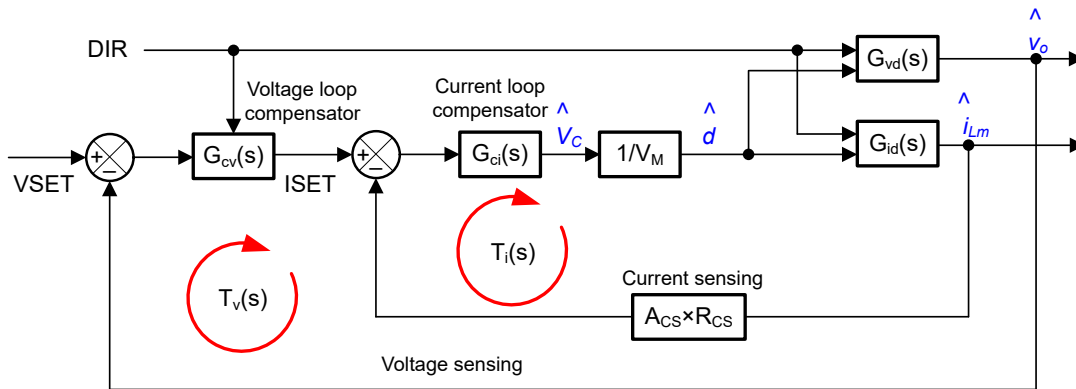 DIR
Voltage loop
compensator
Current loop
compensator
^
V_C
^
d
G_vd(s)
^
v_o
^
i_Lm
+
−
G_cv(s)
+
−
G_ci(s)
1/V_M
G_id(s)
VSET
ISET
T_v(s)
T_i(s)
Current sensing
A_CS×R_CS
Voltage sensing